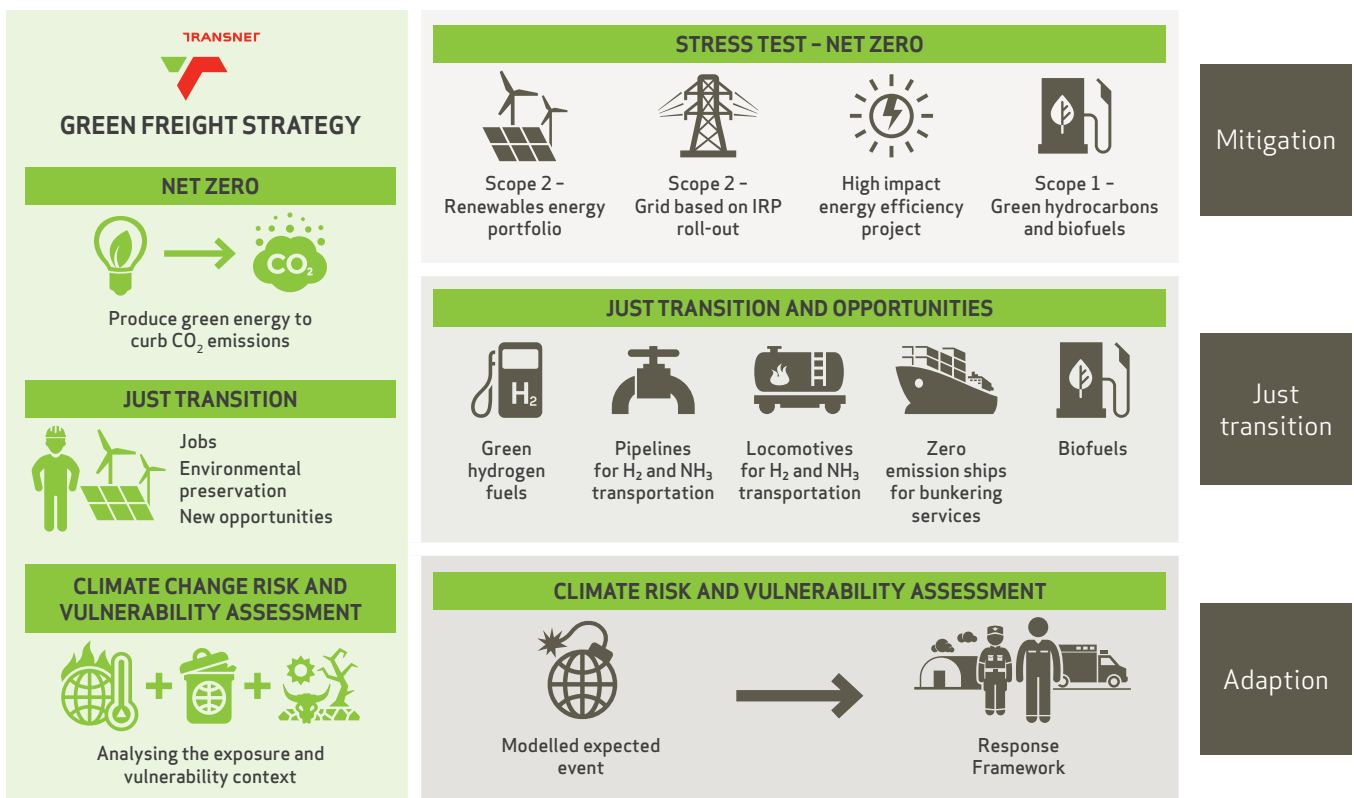 TRANSNET
GREEN FREIGHT STRATEGY
NET ZERO
CO₂
Produce green energy to
curb CO₂ emissions
JUST TRANSITION
Jobs
Environmental
preservation
New opportunities
CLIMATE CHANGE RISK AND
VULNERABILITY ASSESSMENT
Analysing the exposure and
vulnerability context
STRESS TEST – NET ZERO
Scope 2 –
Renewables energy
portfolio
Scope 2 –
Grid based on IRP
roll-out
High impact
energy efficiency
project
Scope 1 –
Green hydrocarbons
and biofuels
Mitigation
JUST TRANSITION AND OPPORTUNITIES
H₂
Green
hydrogen
fuels
Pipelines
for H₂ and NH₃
transportation
Locomotives
for H₂ and NH₃
transportation
Zero
emission ships
for bunkering
services
Biofuels
Just
transition
CLIMATE RISK AND VULNERABILITY ASSESSMENT
Modelled expected
event
Response
Framework
Adaption